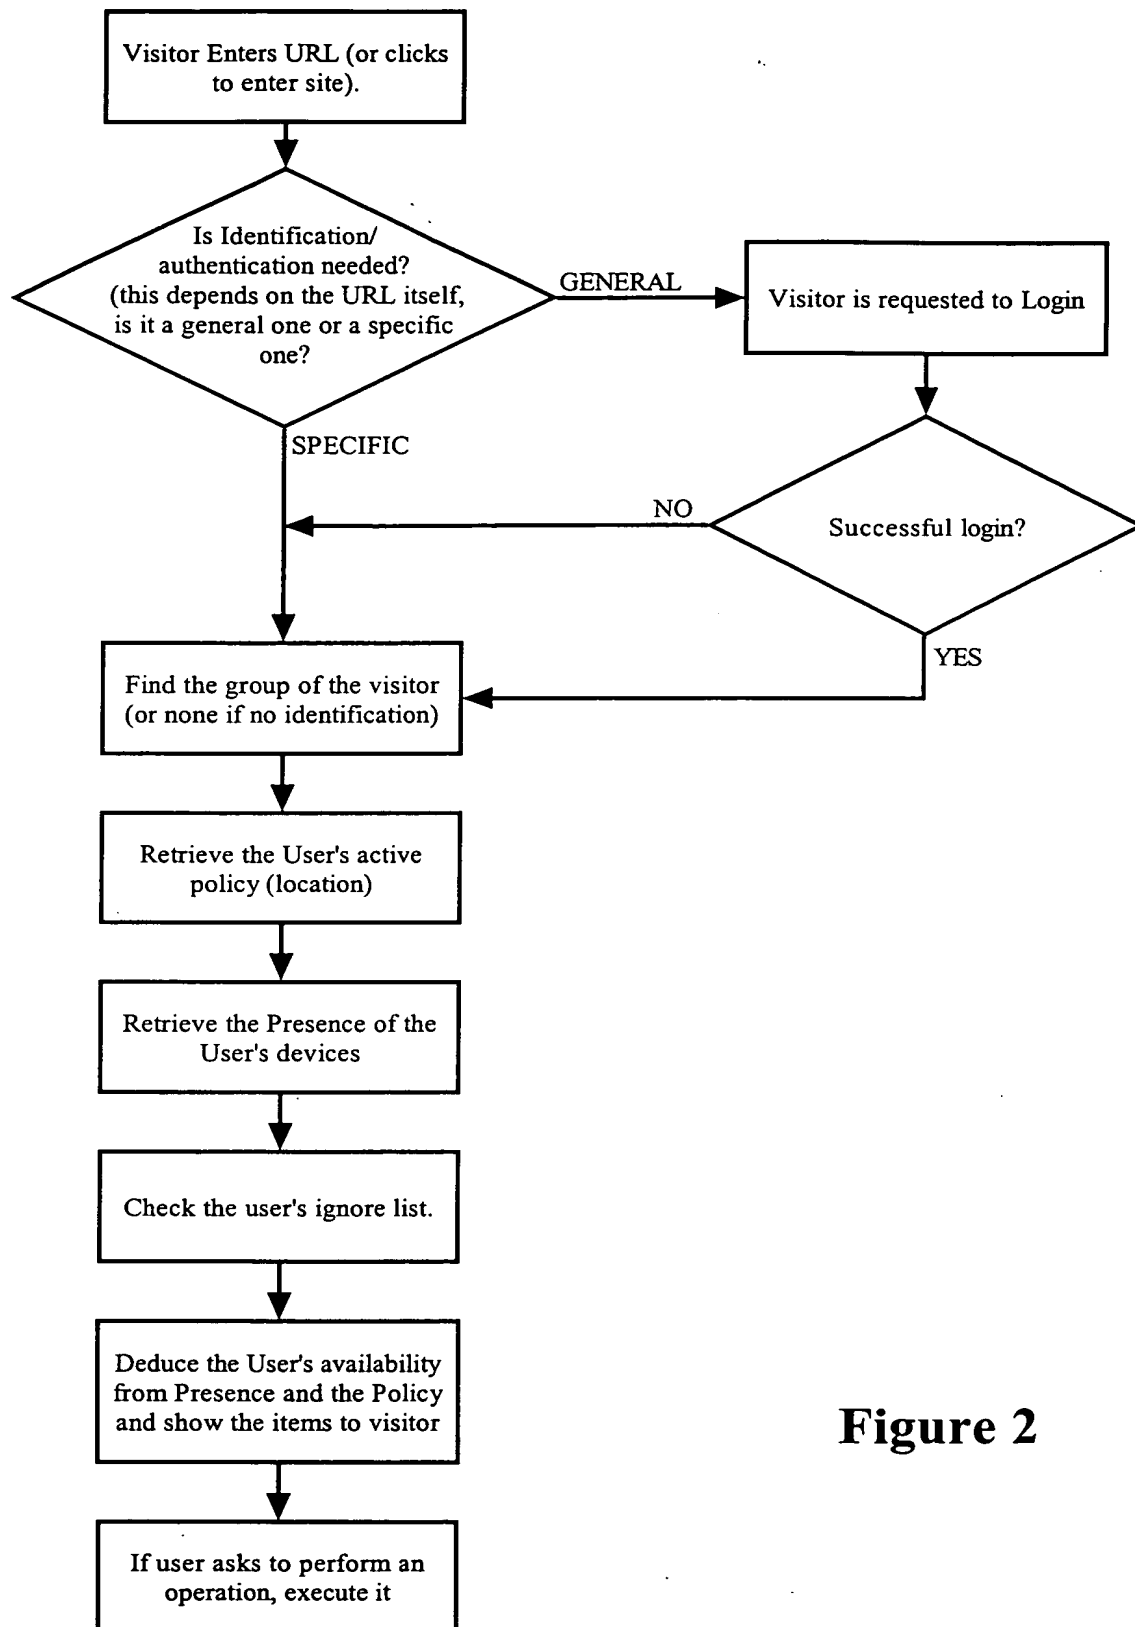 Visitor Enters URL (or clicks
to enter site).
Is Identification/
authentication needed?
(this depends on the URL itself,
is it a general one or a specific
one?
GENERAL
Visitor is requested to Login
SPECIFIC
NO
Successful login?
YES
Find the group of the visitor
(or none if no identification)
Retrieve the User's active
policy (location)
Retrieve the Presence of the
User's devices
Check the user's ignore list.
Deduce the User's availability
from Presence and the Policy
and show the items to visitor
Figure 2
If user asks to perform an
operation, execute it